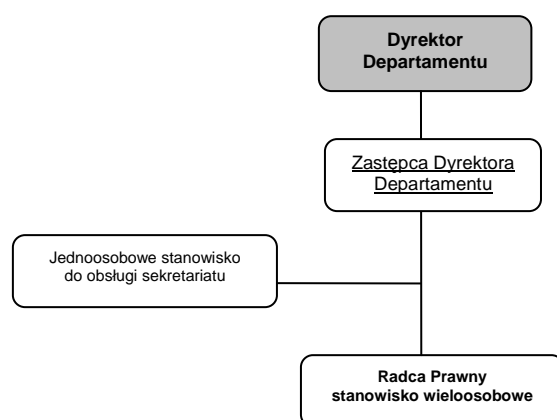 Dyrektor
Departamentu
Zastępca Dyrektora
Departamentu
Jednoosobowe stanowisko
do obsługi sekretariatu
Radca Prawny
stanowisko wieloosobowe